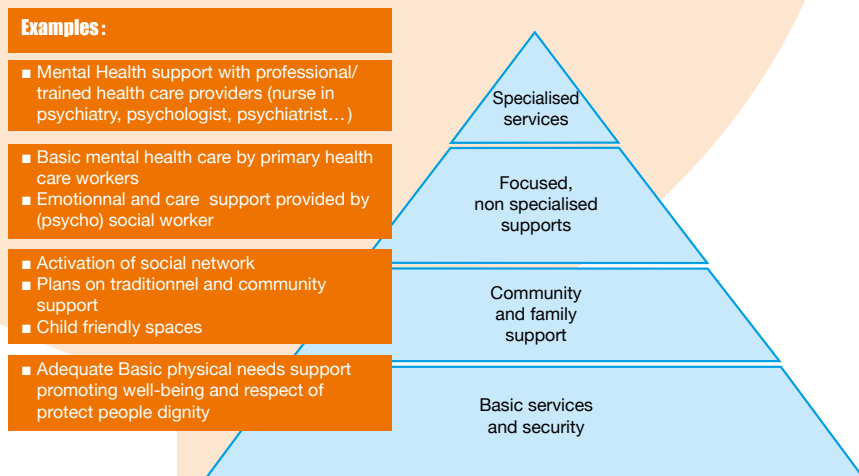 Examples:
■ Mental Health support with professional/
trained health care providers (nurse in
psychiatry, psychologist, psychiatrist…)
■ Basic mental health care by primary health
care workers
■ Emotionnal and care support provided by
(psycho) social worker
■ Activation of social network
■ Plans on traditionnel and community
support
■ Child friendly spaces
■ Adequate Basic physical needs support
promoting well-being and respect of
protect people dignity
Specialised
services
Focused,
non specialised
supports
Community
and family
support
Basic services
and security